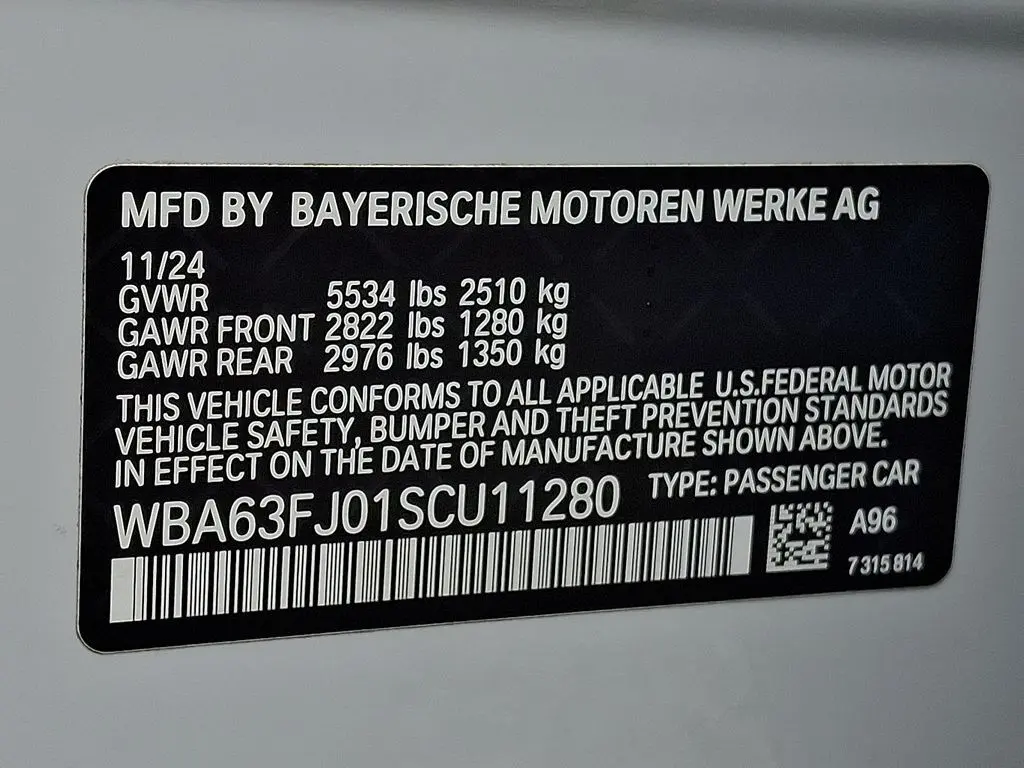 MFD BY BAYERISCHE MOTOREN WERKE AG
11/24
GVWR 5534 lbs 2510 kg
GAWR FRONT 2822 lbs 1280 kg
GAWR REAR 2976 lbs 1350 kg
THIS VEHICLE CONFORMS TO ALL APPLICABLE U.S.FEDERAL MOTOR
VEHICLE SAFETY, BUMPER AND THEFT PREVENTION STANDARDS
IN EFFECT ON THE DATE OF MANUFACTURE SHOWN ABOVE.
WBA63FJ01SCU11280 TYPE: PASSENGER CAR
A96
7 315 814